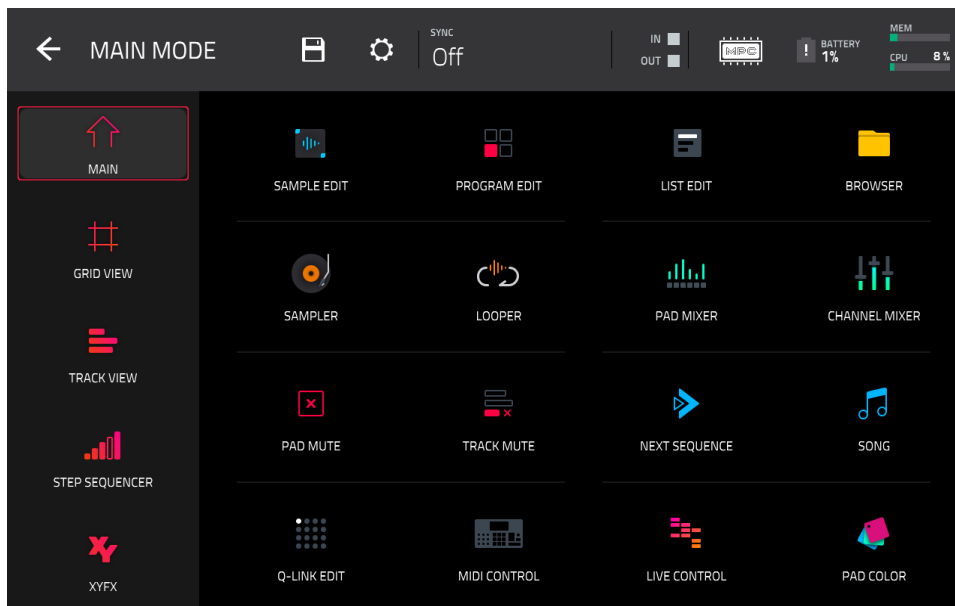 MAIN MODE
SYNC
Off
IN
OUT
MPC
! BATTERY
1%
MEM
CPU 8 %
MAIN
SAMPLE EDIT
PROGRAM EDIT
LIST EDIT
BROWSER
GRID VIEW
SAMPLER
LOOPER
PAD MIXER
CHANNEL MIXER
TRACK VIEW
PAD MUTE
TRACK MUTE
NEXT SEQUENCE
SONG
STEP SEQUENCER
XY
XYFX
Q-LINK EDIT
MIDI CONTROL
LIVE CONTROL
PAD COLOR